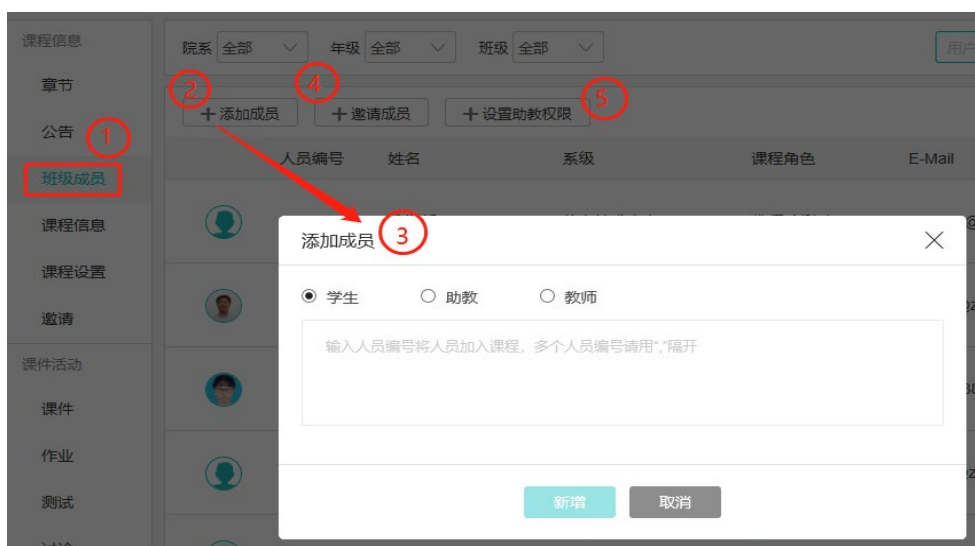 课程信息
院系 全部 年级 全部 班级 全部 用户
章节
② ④ ⑤
+添加成员 +邀请成员 +设置助教权限
公告 ①
人员编号 姓名 系级 课程角色 E-Mail
班级成员
课程信息
添加成员 ③
课程设置
学生 助教 教师
邀请
输入人员编号将人员加入课程，多个人员编号请用“,”隔开
课件活动
课件
作业
新增 取消
测试